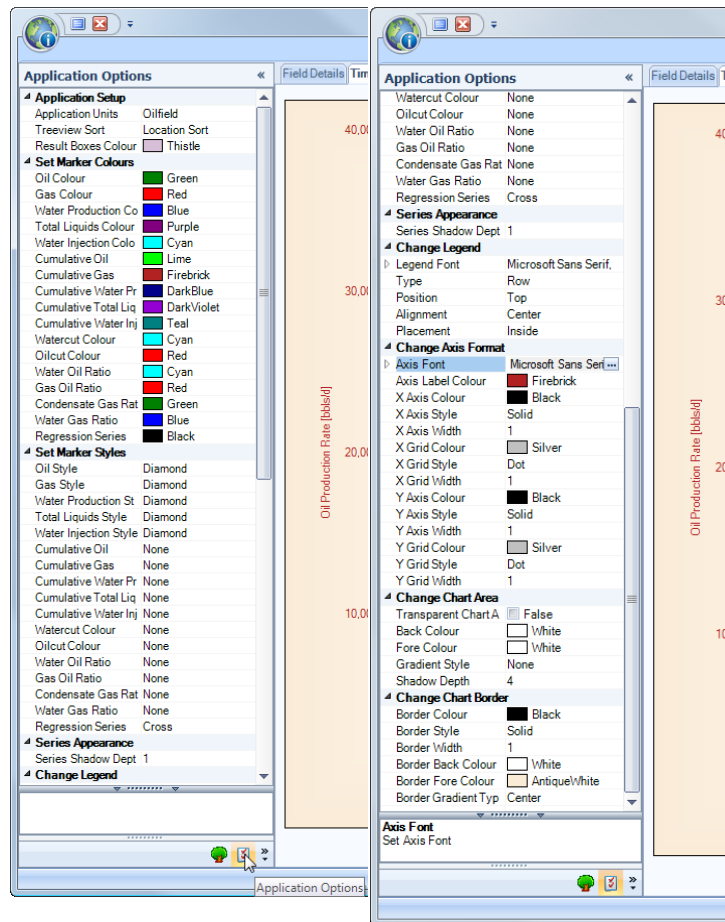 Application Options «
Field Details Tim
Application Setup
Application Units Oilfield
Treeview Sort Location Sort
Result Boxes Colour Thistle
Set Marker Colours
Oil Colour Green
Gas Colour Red
Water Production Co Blue
Total Liquids Colour Purple
Water Injection Colo Cyan
Cumulative Oil Lime
Cumulative Gas Firebrick
Cumulative Water Pr DarkBlue
Cumulative Total Liq DarkViolet
Cumulative Water Inj Teal
Watercut Colour Cyan
Oilcut Colour Red
Water Oil Ratio Cyan
Gas Oil Ratio Red
Condensate Gas Rat Green
Water Gas Ratio Blue
Regression Series Black
Set Marker Styles
Oil Style Diamond
Gas Style Diamond
Water Production St Diamond
Total Liquids Style Diamond
Water Injection Style Diamond
Cumulative Oil None
Cumulative Gas None
Cumulative Water Pr None
Cumulative Total Liq None
Cumulative Water Inj None
Watercut Colour None
Oilcut Colour None
Water Oil Ratio None
Gas Oil Ratio None
Condensate Gas Rat None
Water Gas Ratio None
Regression Series Cross
Series Appearance
Series Shadow Dept 1
Change Legend
Application Options
40,00
30,00
20,00
10,00
Oil Production Rate [bbls/d]
Application Options «
Field Details T
Watercut Colour None
Oilcut Colour None
Water Oil Ratio None
Gas Oil Ratio None
Condensate Gas Rat None
Water Gas Ratio None
Regression Series Cross
Series Appearance
Series Shadow Dept 1
Change Legend
Legend Font Microsoft Sans Serif,
Type Row
Position Top
Alignment Center
Placement Inside
Change Axis Format
Axis Font Microsoft Sans Seri ...
Axis Label Colour Firebrick
X Axis Colour Black
X Axis Style Solid
X Axis Width 1
X Grid Colour Silver
X Grid Style Dot
X Grid Width 1
Y Axis Colour Black
Y Axis Style Solid
Y Axis Width 1
Y Grid Colour Silver
Y Grid Style Dot
Y Grid Width 1
Change Chart Area
Transparent Chart A False
Back Colour White
Fore Colour White
Gradient Style None
Shadow Depth 4
Change Chart Border
Border Colour Black
Border Style Solid
Border Width 1
Border Back Colour White
Border Fore Colour AntiqueWhite
Border Gradient Typ Center
Axis Font
Set Axis Font
40
30
20
10
Oil Production Rate [bbls/d]